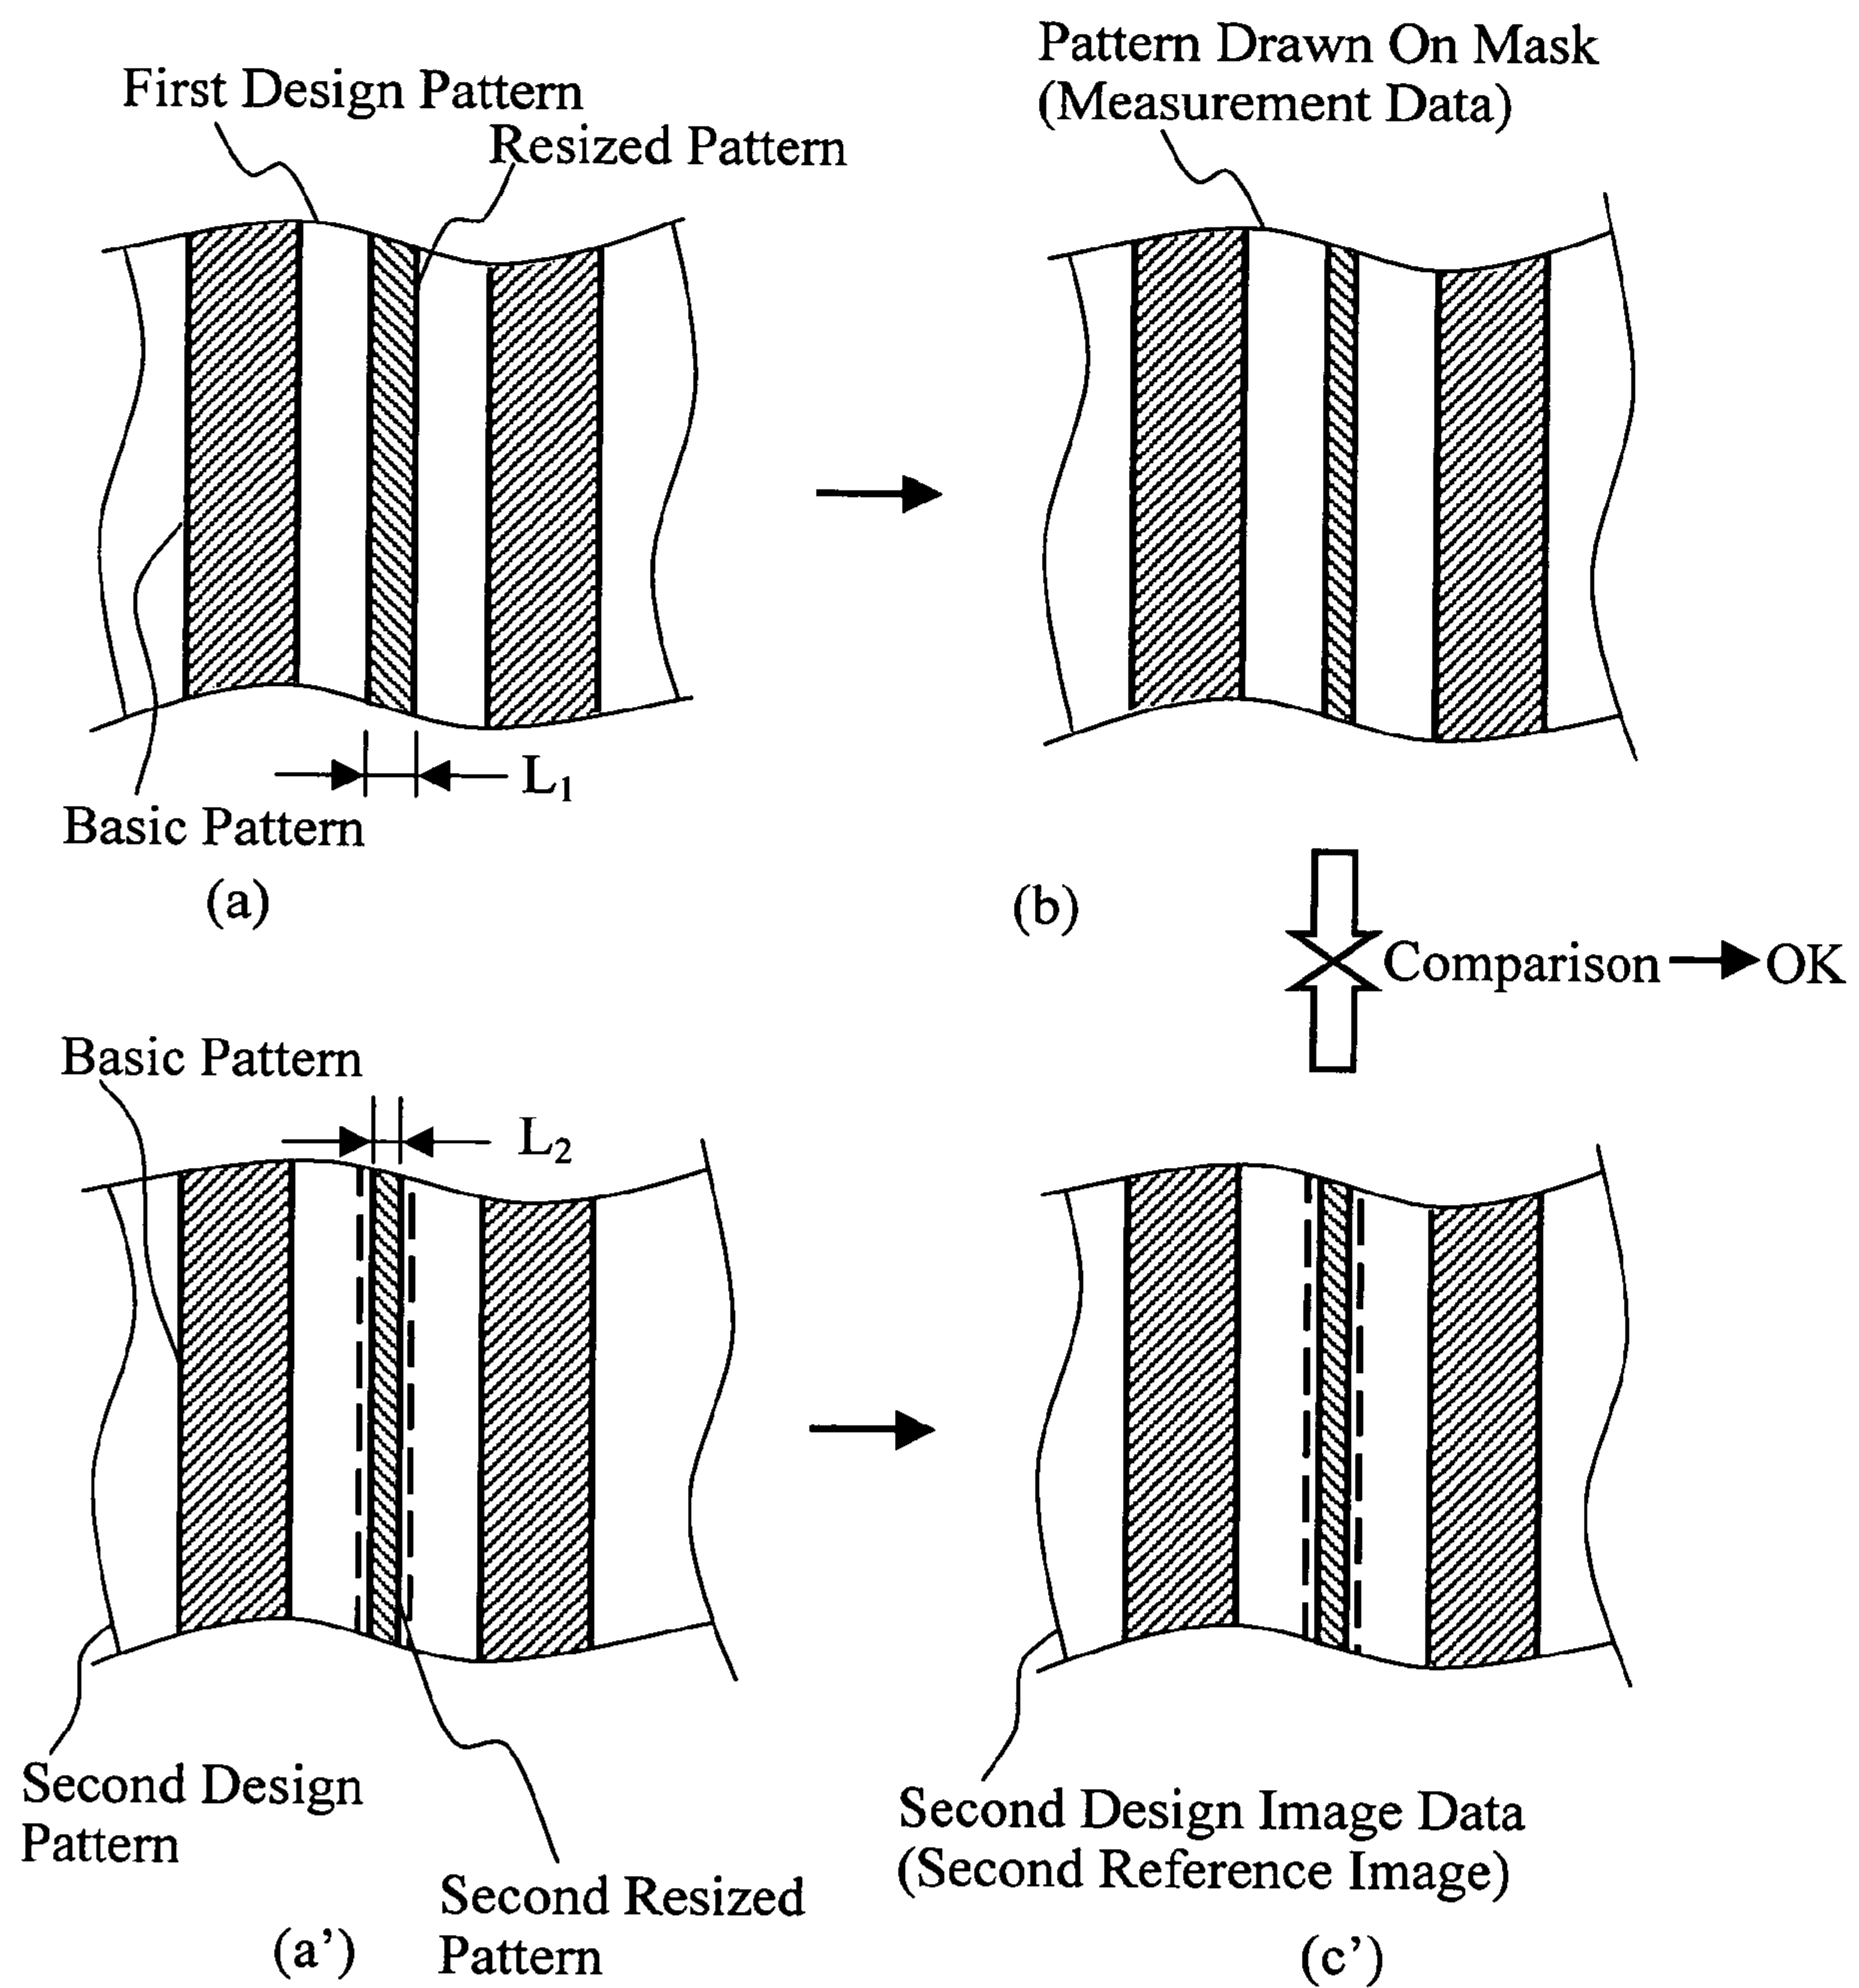 First Design Pattern
Resized Pattern
Pattern Drawn On Mask
(Measurement Data)
L1
Basic Pattern
(a)
(b)
Comparison
OK
Basic Pattern
L2
Second Design
Pattern
Second Resized
Pattern
(a’)
Second Design Image Data
(Second Reference Image)
(c’)